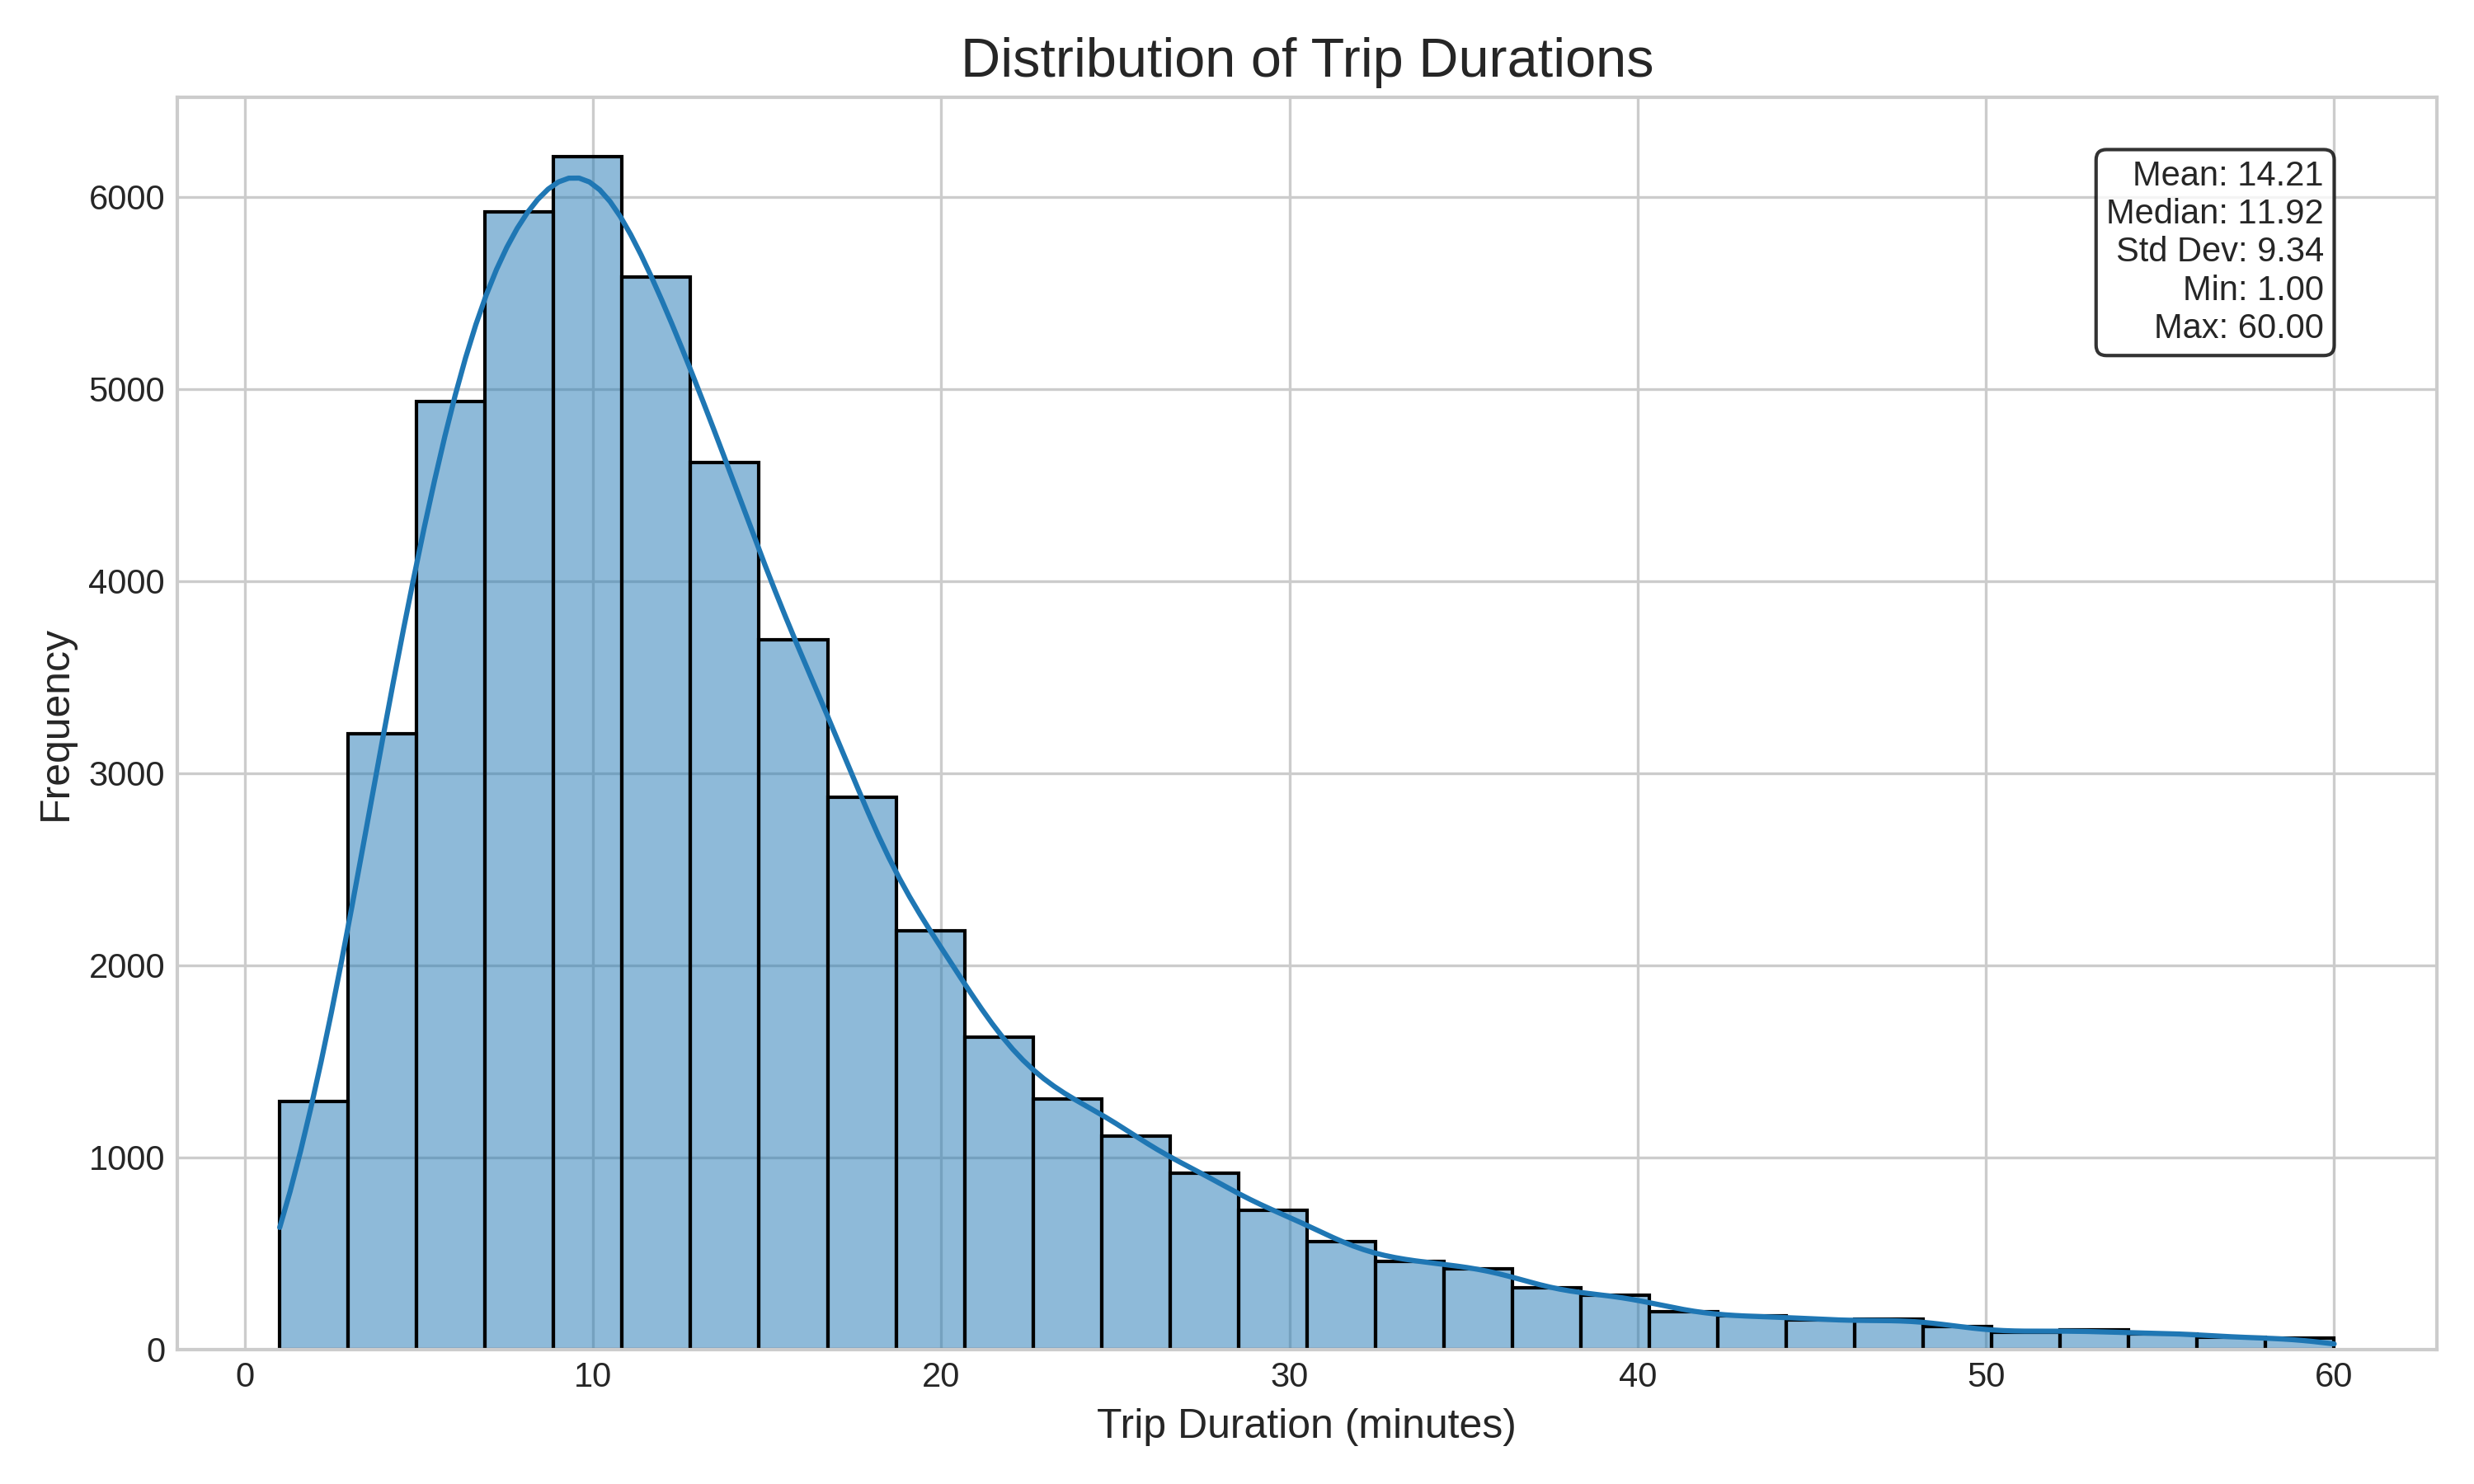 Distribution of Trip Durations
Mean: 14.21
Median: 11.92
Std Dev: 9.34
Min: 1.00
Max: 60.00
Frequency
6000
5000
4000
3000
2000
1000
0
0 10 20 30 40 50 60
Trip Duration (minutes)